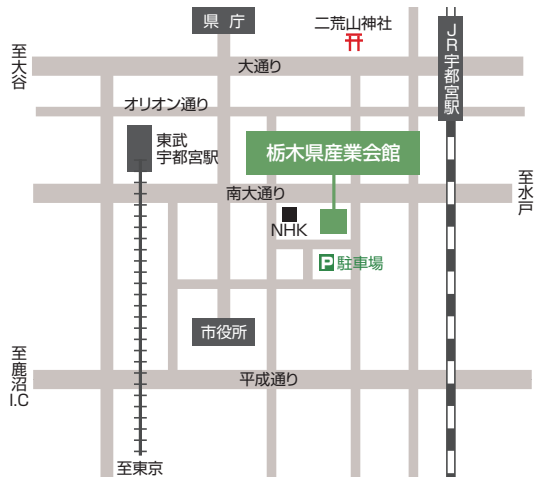 県 庁
二荒山神社
JR宇都宮駅
至大谷
大通り
オリオン通り
東武
宇都宮駅
栃木県産業会館
至水戸
南大通り
NHK
P 駐車場
市役所
至鹿沼I.C
平成通り
至東京